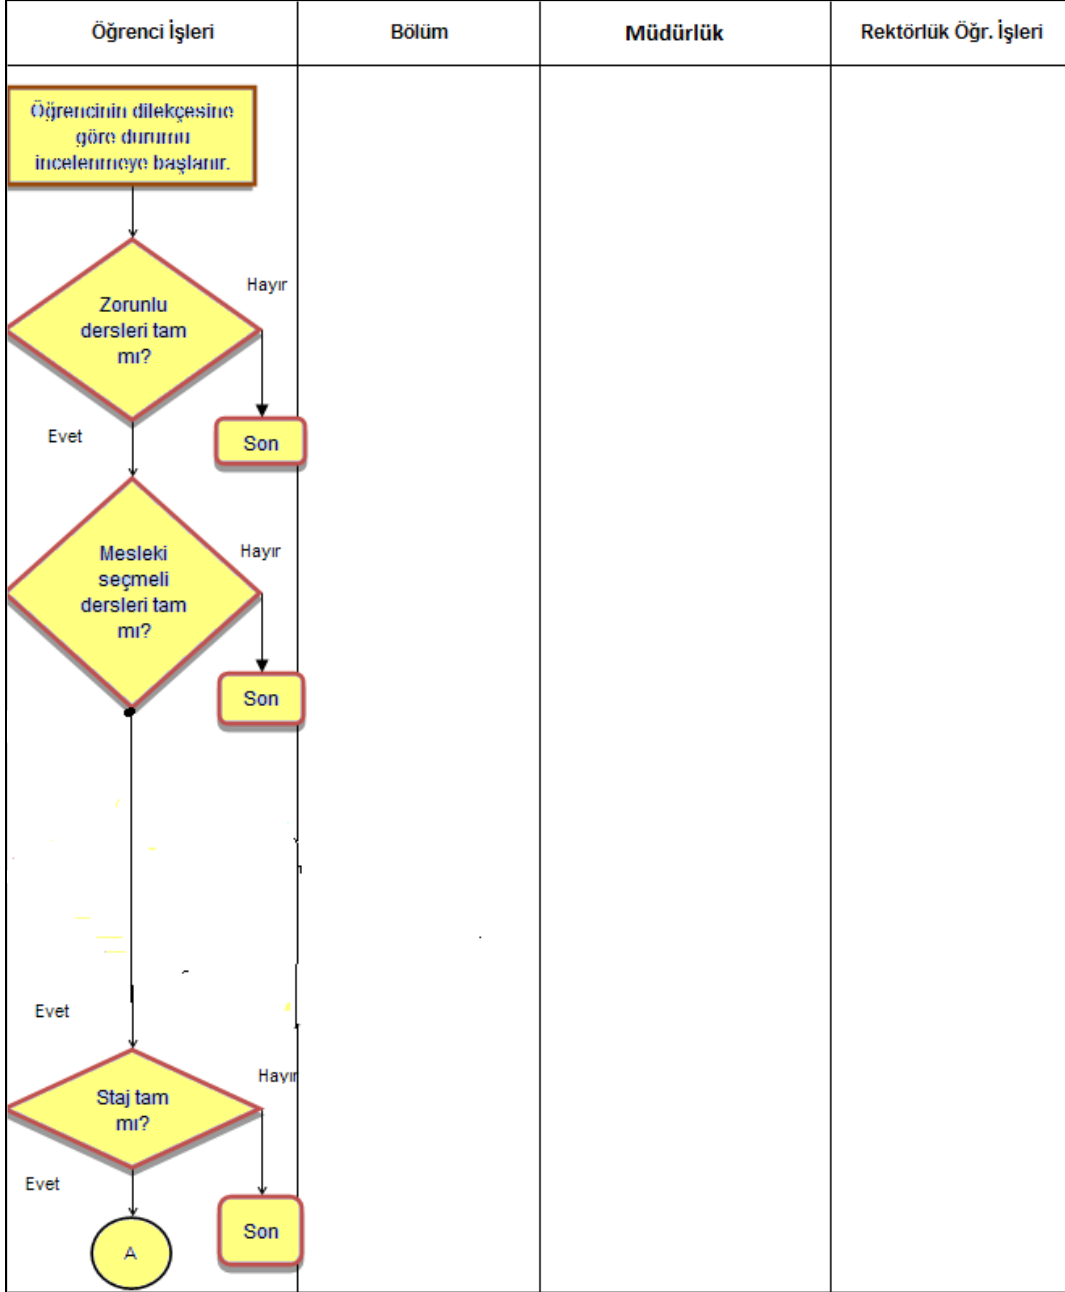 Öğrenci İşleri
Bölüm
Müdürlük
Rektörlük Öğr. İşleri
Öğrencinin dilekçesine
göre durumu
incelenmeye başlanır.
Hayır
Zorunlu
dersleri tam
mı?
Evet
Son
Hayır
Mesleki
seçmeli
dersleri tam
mı?
Son
Evet
Hayır
Staj tam
mı?
Evet
Son
A